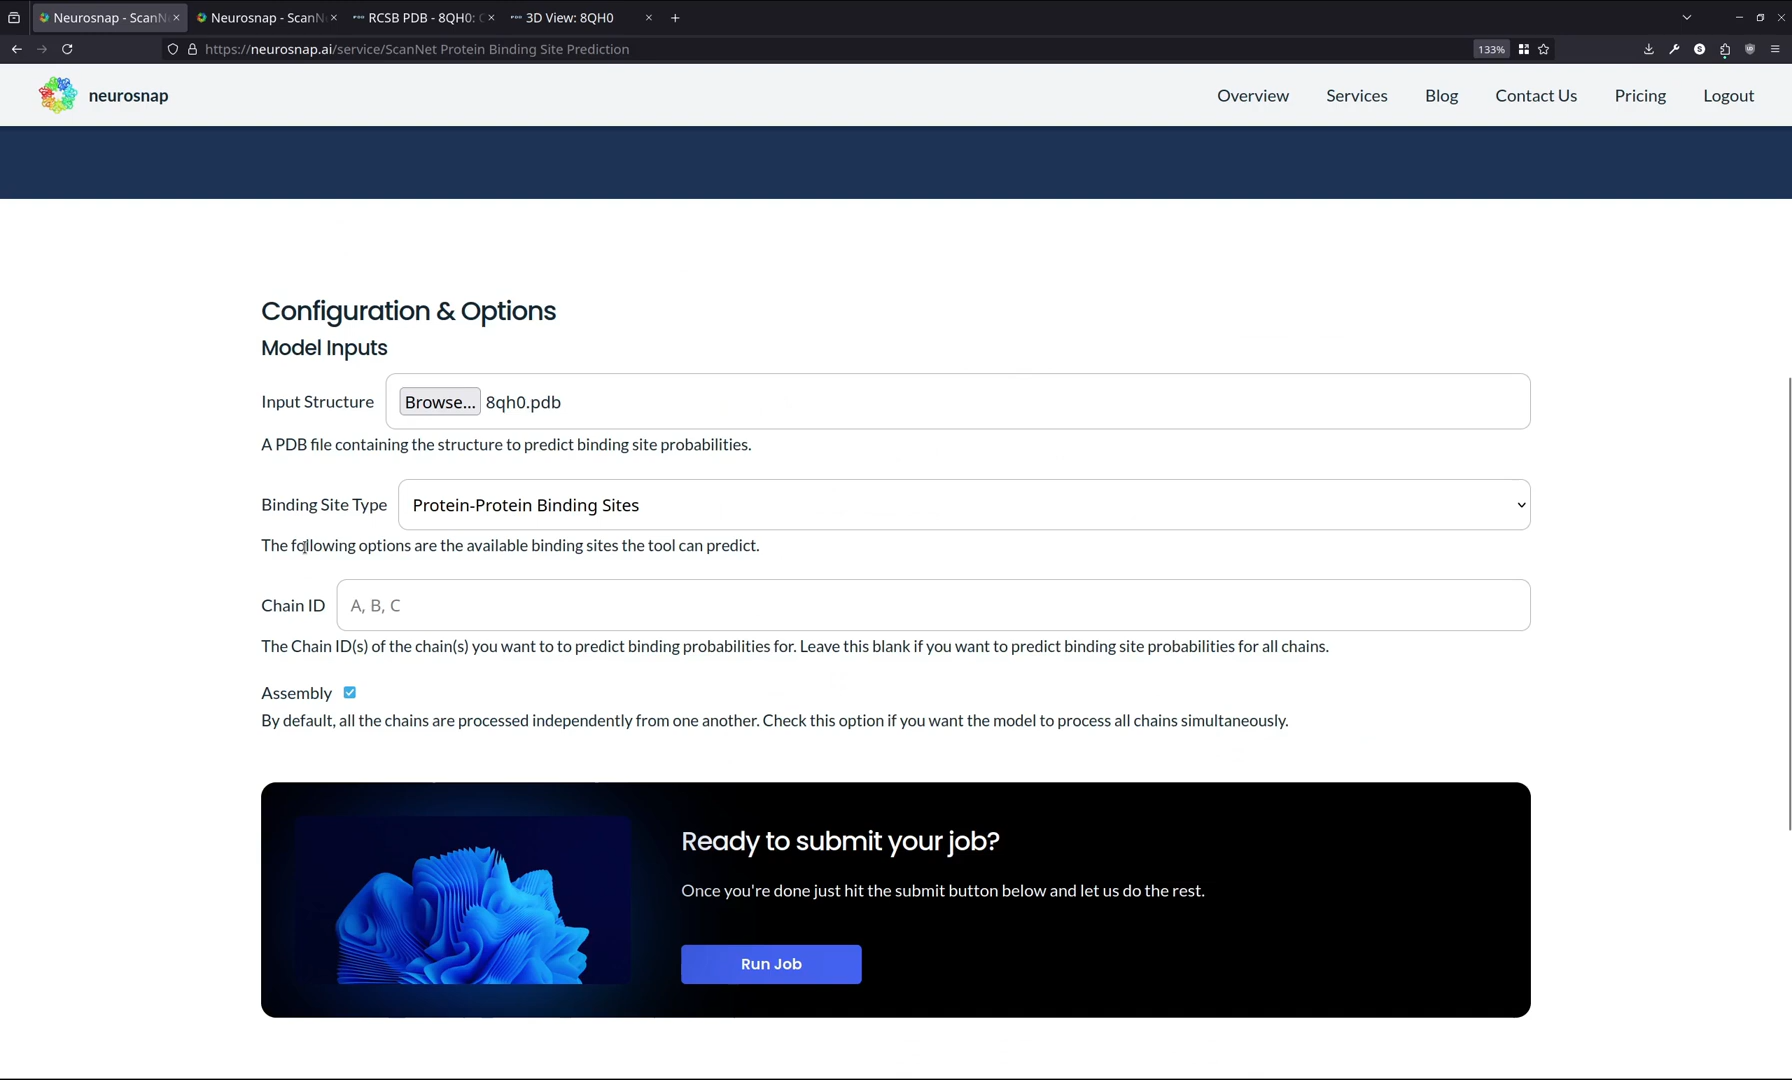 Neurosnap - ScanN
Neurosnap - ScanN
RCSB PDB - 8QH0: C
3D View: 8QH0
https://neurosnap.ai/service/ScanNet Protein Binding Site Prediction
133%
neurosnap
Overview
Services
Blog
Contact Us
Pricing
Logout
Configuration & Options
Model Inputs
Input Structure
Browse... 8qh0.pdb
A PDB file containing the structure to predict binding site probabilities.
Binding Site Type
Protein-Protein Binding Sites
The following options are the available binding sites the tool can predict.
Chain ID
A, B, C
The Chain ID(s) of the chain(s) you want to to predict binding probabilities for. Leave this blank if you want to predict binding site probabilities for all chains.
Assembly
By default, all the chains are processed independently from one another. Check this option if you want the model to process all chains simultaneously.
Ready to submit your job?
Once you're done just hit the submit button below and let us do the rest.
Run Job